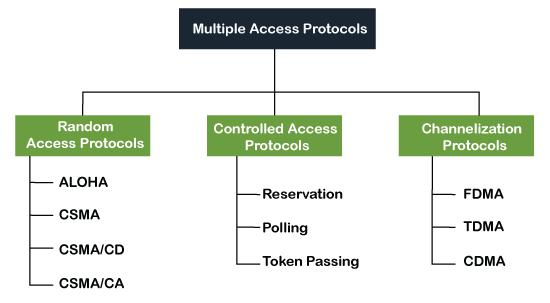 Multiple Access Protocols
Random
Access Protocols
ALOHA
CSMA
CSMA/CD
CSMA/CA
Controlled Access
Protocols
Reservation
Polling
Token Passing
Channelization
Protocols
FDMA
TDMA
CDMA